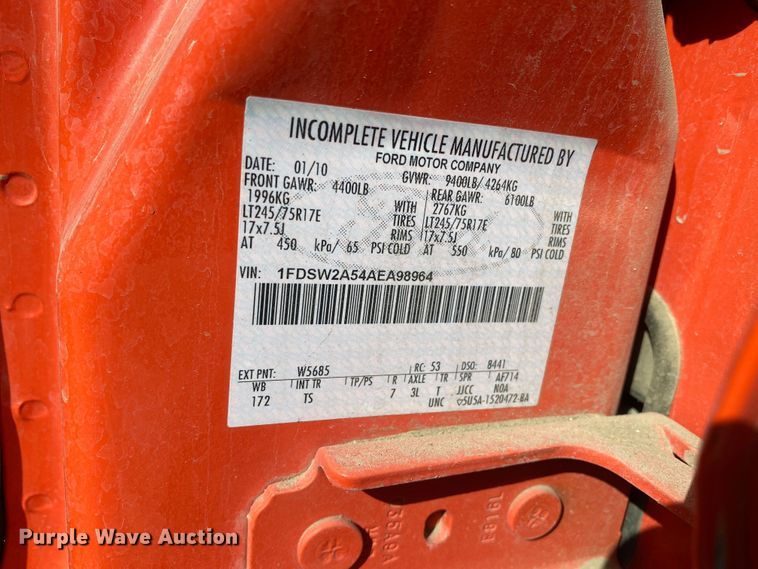 INCOMPLETE VEHICLE MANUFACTURED BY
FORD MOTOR COMPANY
DATE: 01/10 GVWR: 9400LB/ 4264KG
FRONT GAWR: 4400LB REAR GAWR: 6100LB
1996KG WITH 2767KG WITH
LT245/75R17E TIRES LT245/75R17E TIRES
17x7.5J RIMS 17x7.5J RIMS
AT 450 kPa/ 65 PSI COLD AT 550 kPa/ 80 PSI COLD
VIN: 1FDSW2A54AEA98964
EXT PNT: W5685 RC: 53 DSO: 8441
WB INT TR TP/PS R AXLE TR SPR AF714
172 TS 7 3L T JJCC NOA
UNC 5U5A-1520472-BA
Purple Wave Auction